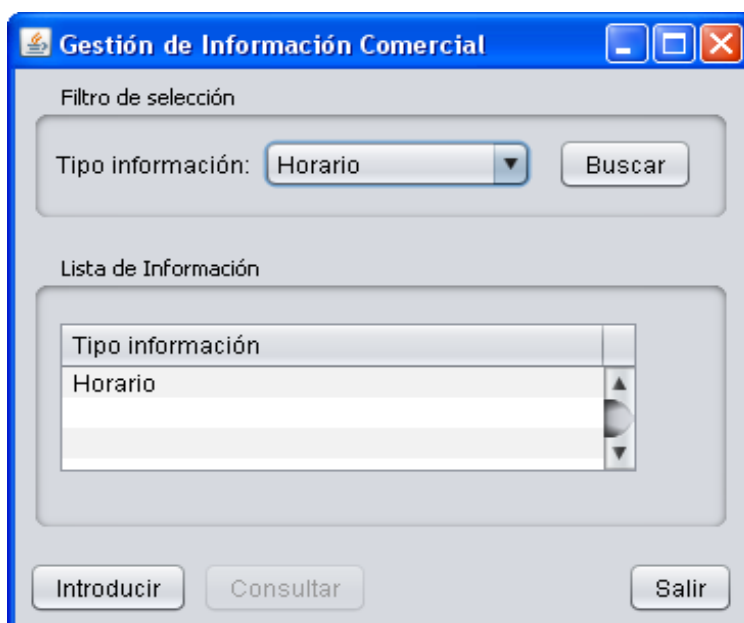 Gestión de Información Comercial
Filtro de selección
Tipo información: Horario Buscar
Lista de Información
Tipo información
Horario
Introducir Consultar Salir